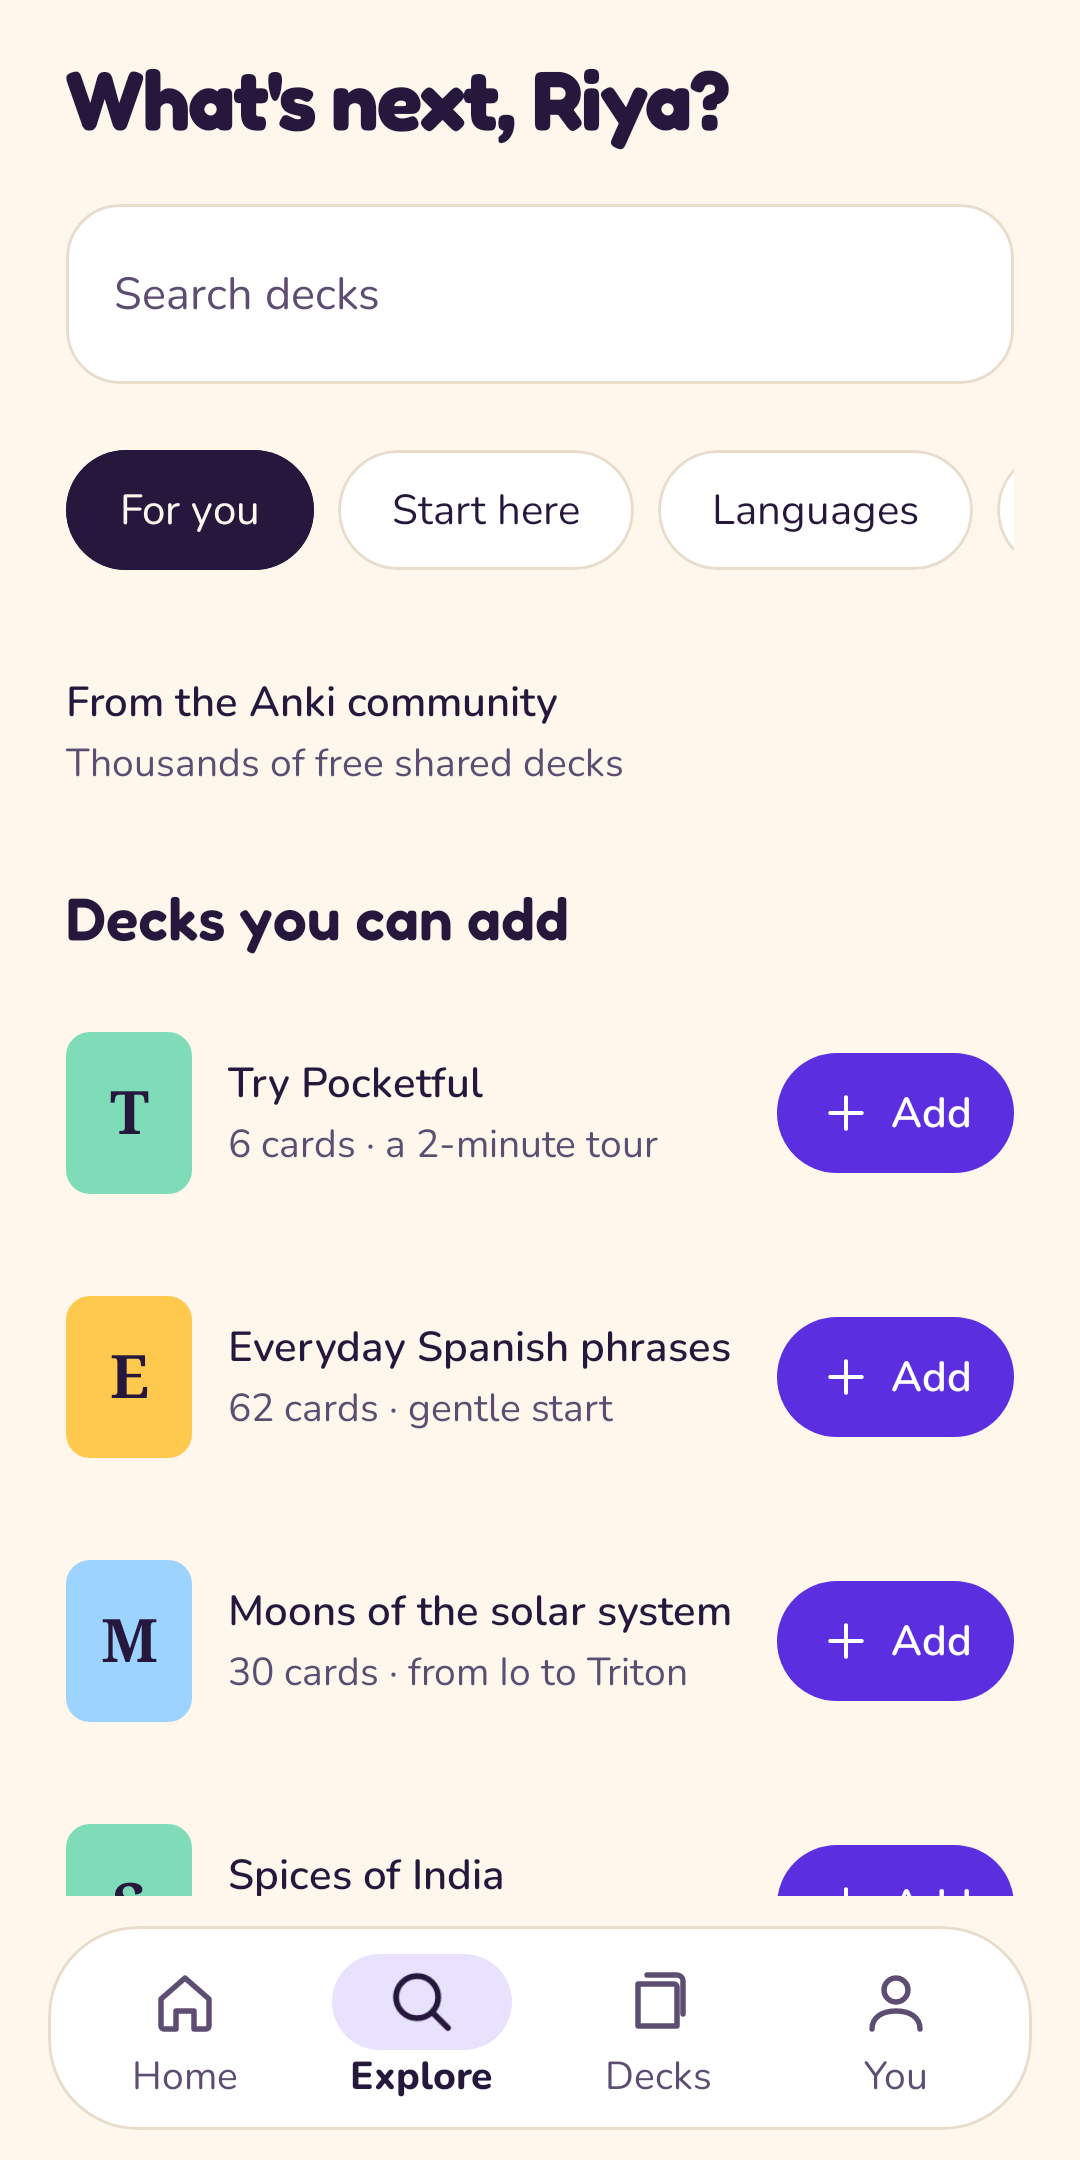 What's next, Riya?
Search decks
For you
Start here
Languages
From the Anki community
Thousands of free shared decks
Decks you can add
T
Try Pocketful
6 cards · a 2-minute tour
Add
E
Everyday Spanish phrases
62 cards · gentle start
Add
M
Moons of the solar system
30 cards · from Io to Triton
Add
S
Spices of India
Add
Home
Explore
Decks
You